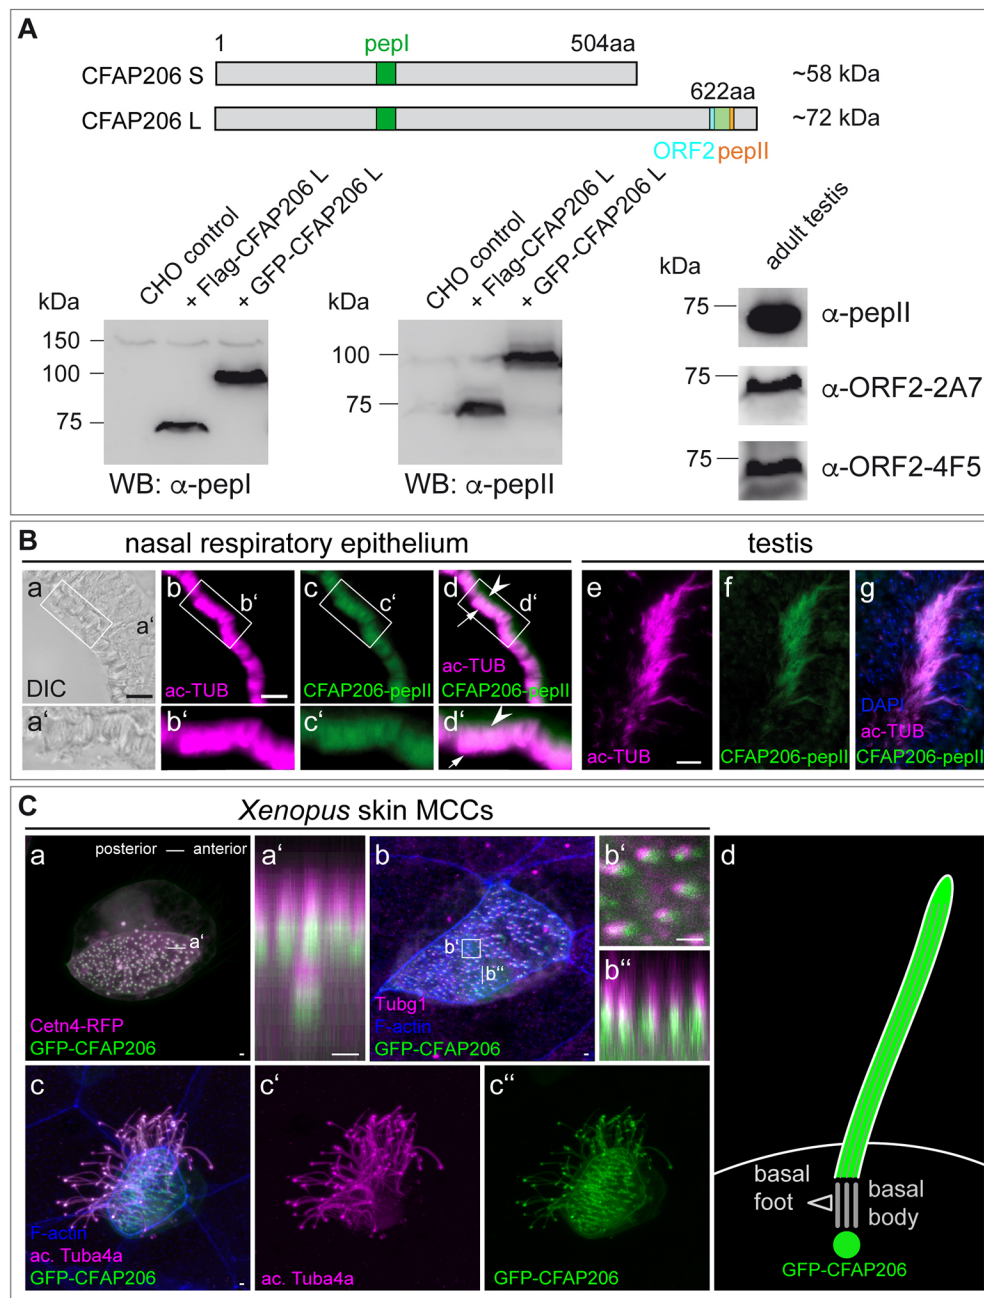 A
1 pepI 504aa
CFAP206 S ~58 kDa
622aa
CFAP206 L ~72 kDa
ORF2 pepII
CHO control
+ Flag-CFAP206 L
+ GFP-CFAP206 L
kDa
150
100
75
WB: α-pepI
CHO control
+ Flag-CFAP206 L
+ GFP-CFAP206 L
kDa
100
75
WB: α-pepII
adult testis
kDa
75 α-pepII
75 α-ORF2-2A7
75 α-ORF2-4F5
B
nasal respiratory epithelium
testis
a
a‘
DIC
b
b‘
ac-TUB
c
c‘
CFAP206-pepII
d
d‘
ac-TUB
CFAP206-pepII
a‘
b‘
c‘
d‘
e
ac-TUB
f
CFAP206-pepII
g
DAPI
ac-TUB
CFAP206-pepII
C
Xenopus skin MCCs
a
posterior — anterior
a‘
Cetn4-RFP
GFP-CFAP206
a‘
b
b‘
b“
Tubg1
F-actin
GFP-CFAP206
b‘
b“
c
F-actin
ac. Tuba4a
GFP-CFAP206
c‘
ac. Tuba4a
c“
GFP-CFAP206
d
basal
foot
basal
body
GFP-CFAP206